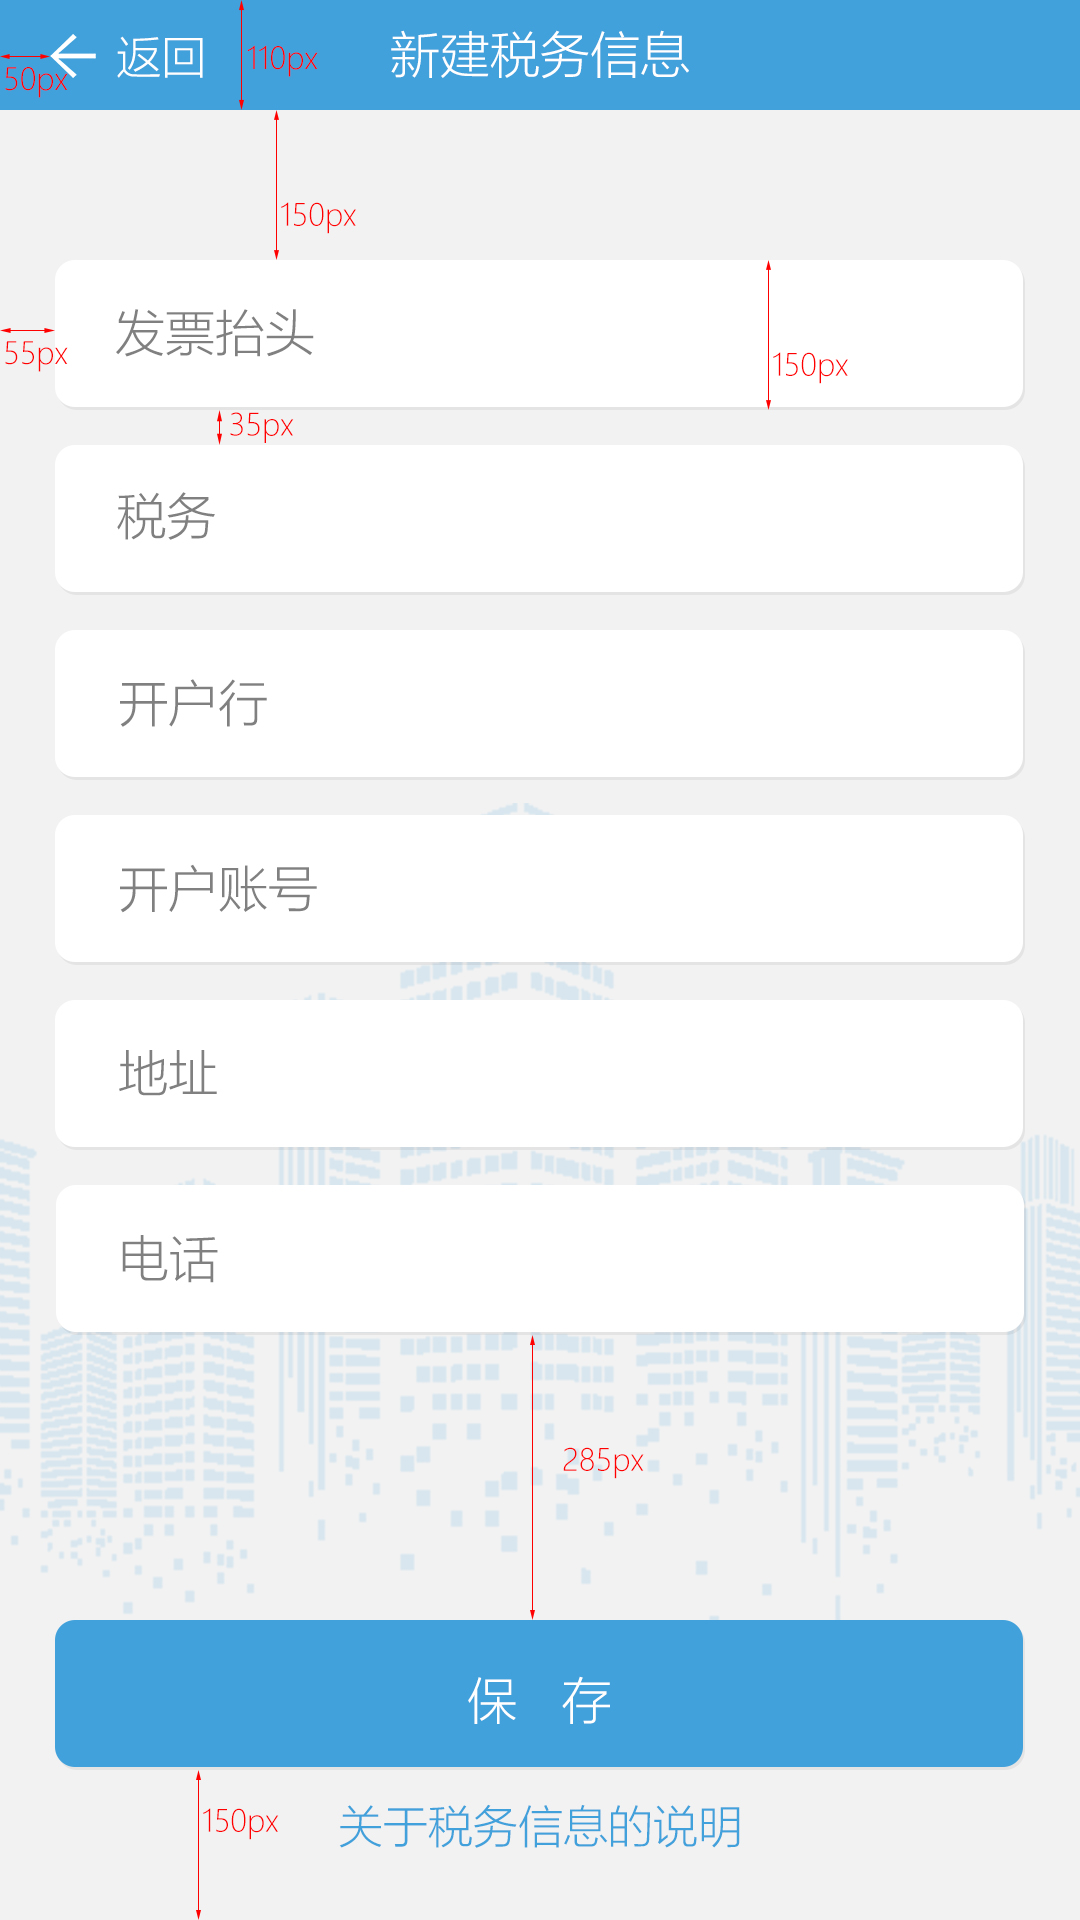 返回 110px 新建税务信息
50px
150px
发票抬头
55px 150px
35px
税务
开户行
开户账号
地址
电话
285px
保 存
150px 关于税务信息的说明